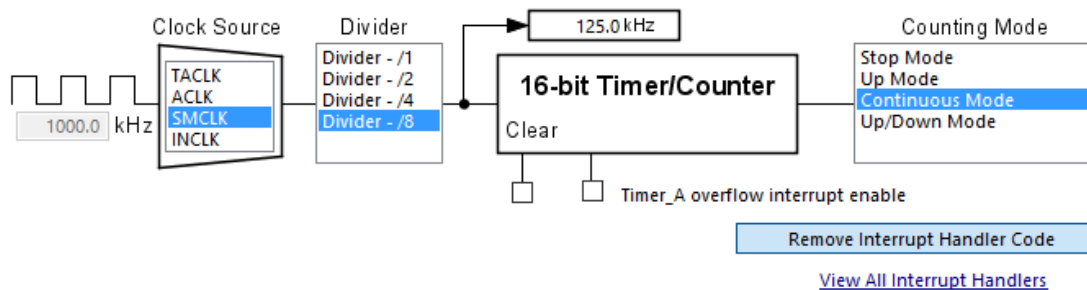 Clock Source
Divider
125.0 kHz
Counting Mode
TACLK
ACLK
SMCLK
INCLK
1000.0 kHz
Divider - /1
Divider - /2
Divider - /4
Divider - /8
16-bit Timer/Counter
Clear
Stop Mode
Up Mode
Continuous Mode
Up/Down Mode
Timer_A overflow interrupt enable
Remove Interrupt Handler Code
View All Interrupt Handlers